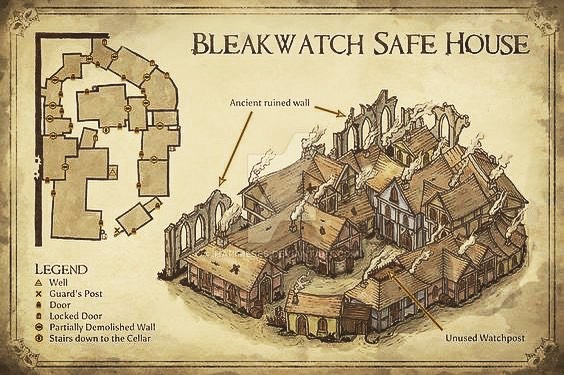 BLEAKWATCH SAFE HOUSE
Ancient ruined wall
LEGEND
Well
Guard's Post
Door
Locked Door
Partially Demolished Wall
Stairs down to the Cellar
Unused Watchpost